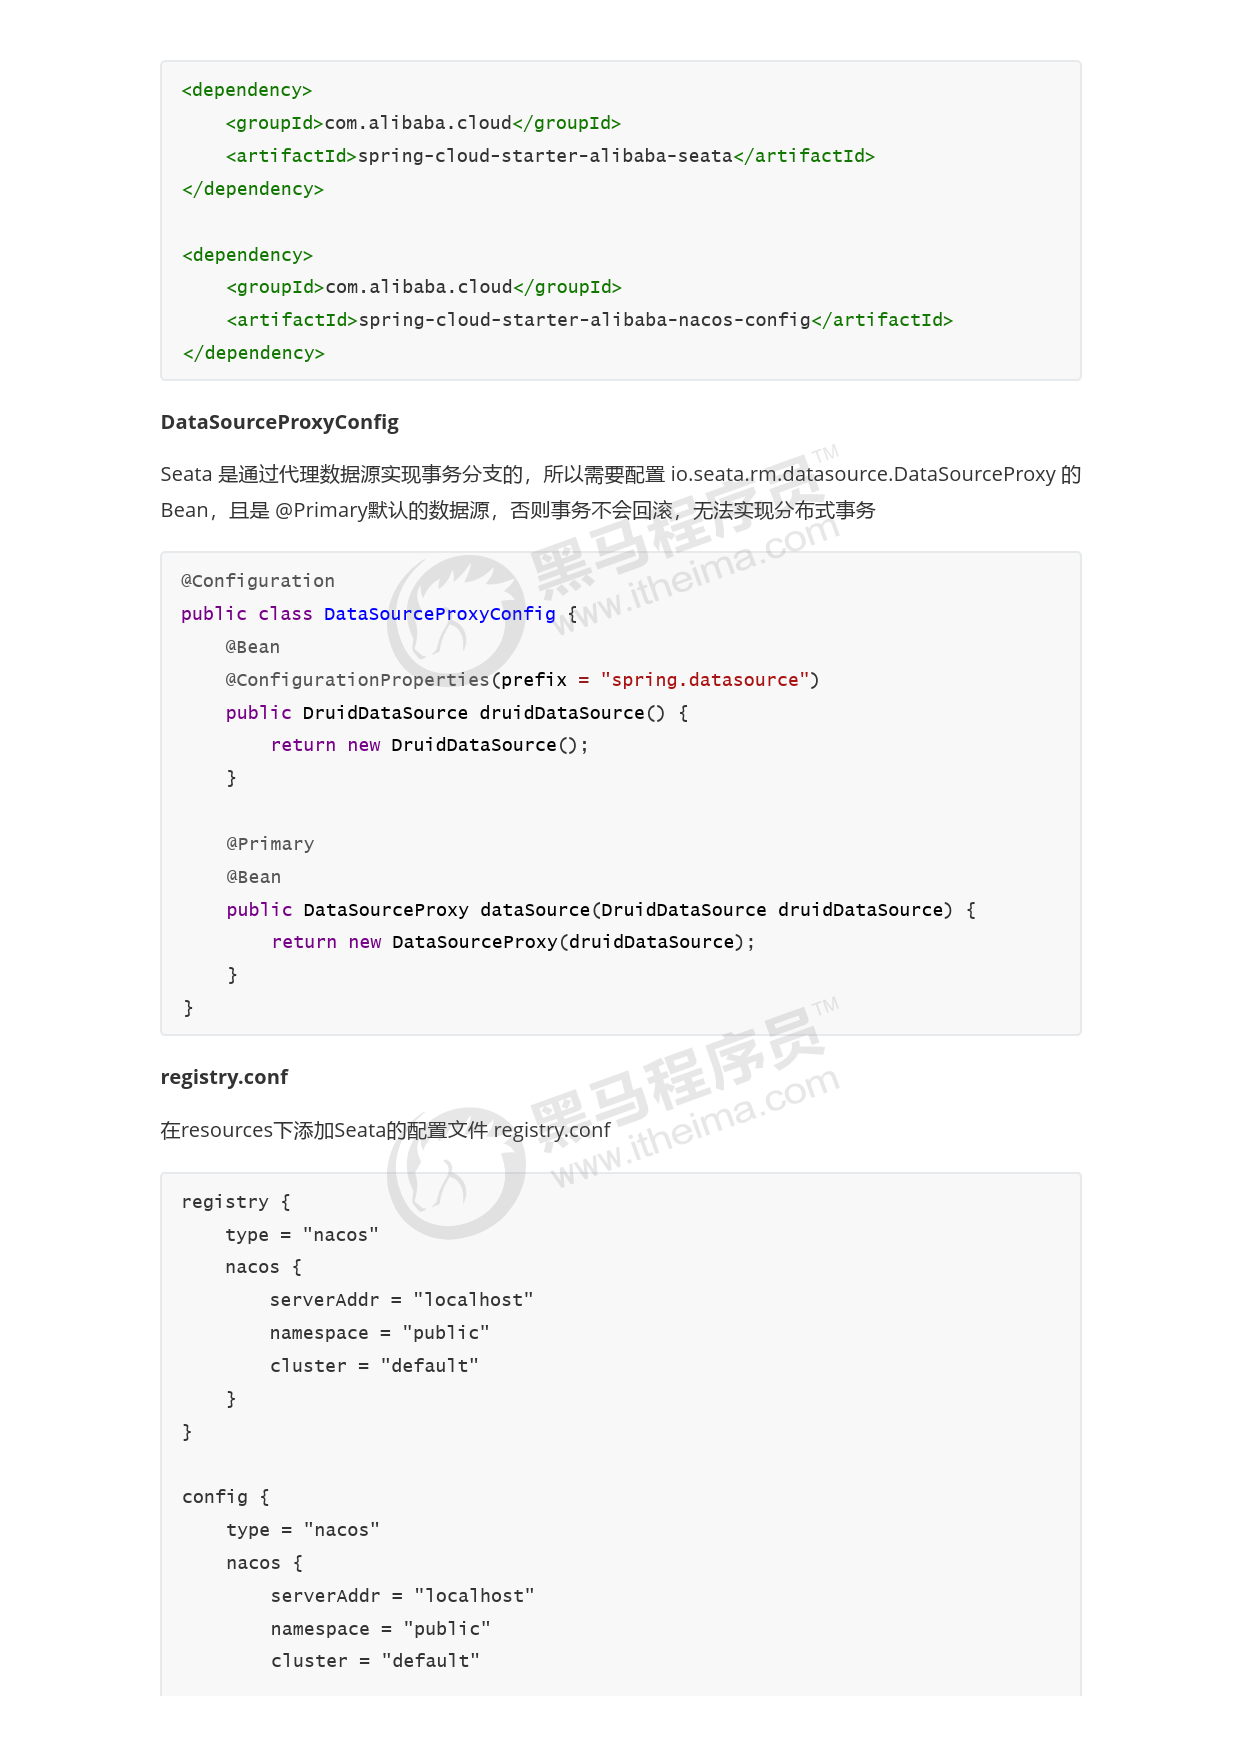 <dependency>
    <groupId>com.alibaba.cloud</groupId>
    <artifactId>spring-cloud-starter-alibaba-seata</artifactId>
</dependency>

<dependency>
    <groupId>com.alibaba.cloud</groupId>
    <artifactId>spring-cloud-starter-alibaba-nacos-config</artifactId>
</dependency>
DataSourceProxyConfig
Seata 是通过代理数据源实现事务分支的，所以需要配置 io.seata.rm.datasource.DataSourceProxy 的
Bean，且是 @Primary默认的数据源，否则事务不会回滚，无法实现分布式事务
黑马程序员™
www.itheima.com
@Configuration
public class DataSourceProxyConfig {
    @Bean
    @ConfigurationProperties(prefix = "spring.datasource")
    public DruidDataSource druidDataSource() {
        return new DruidDataSource();
    }

    @Primary
    @Bean
    public DataSourceProxy dataSource(DruidDataSource druidDataSource) {
        return new DataSourceProxy(druidDataSource);
    }
}
黑马程序员™
www.itheima.com
registry.conf
在resources下添加Seata的配置文件 registry.conf
registry {
    type = "nacos"
    nacos {
        serverAddr = "localhost"
        namespace = "public"
        cluster = "default"
    }
}

config {
    type = "nacos"
    nacos {
        serverAddr = "localhost"
        namespace = "public"
        cluster = "default"